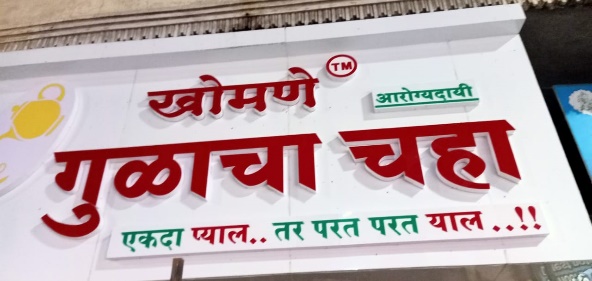 खोमणे TM
आरोग्यदायी
गुळाचा चहा
एकदा प्याल.. तर परत परत याल ..!!